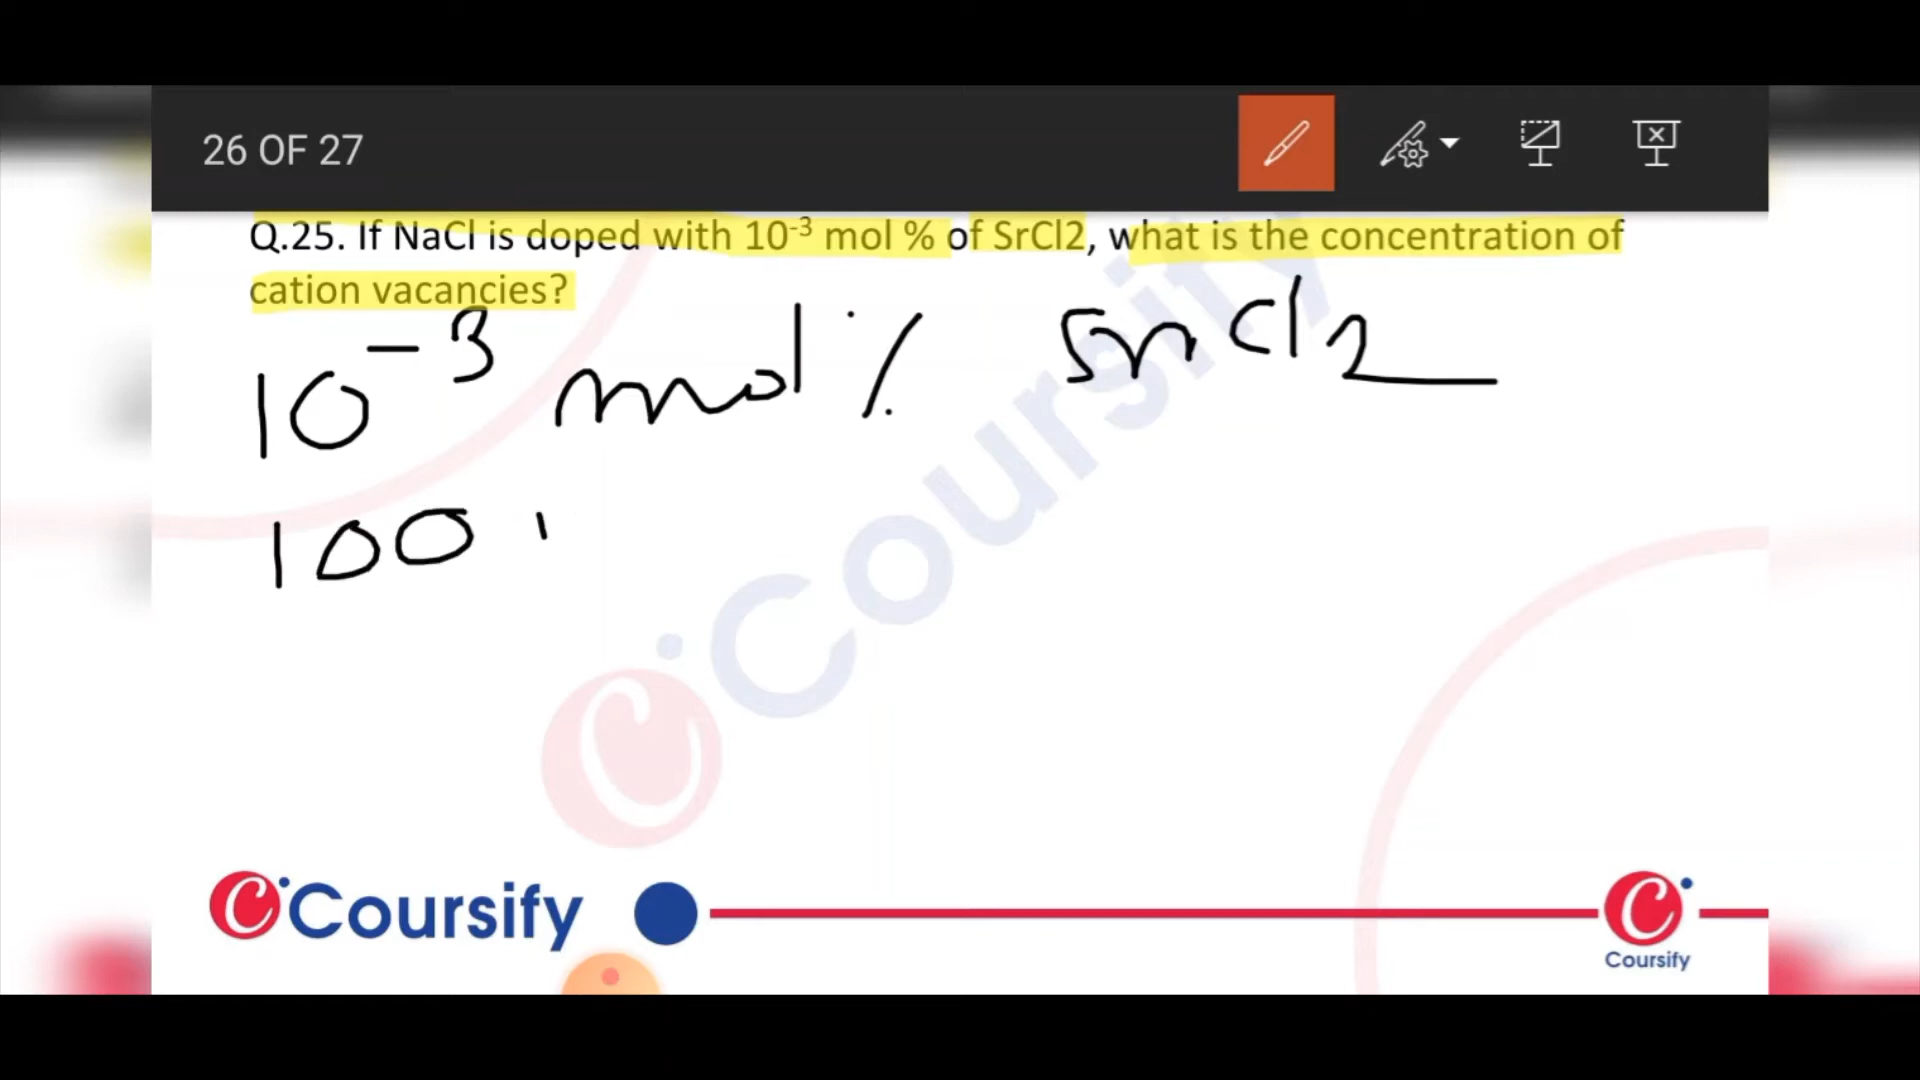 26 OF 27
Q.25. If NaCl is doped with 10⁻³ mol % of SrCl2, what is the concentration of
cation vacancies?
10⁻³ mol % SrCl2
100
Coursify
Coursify
Coursify